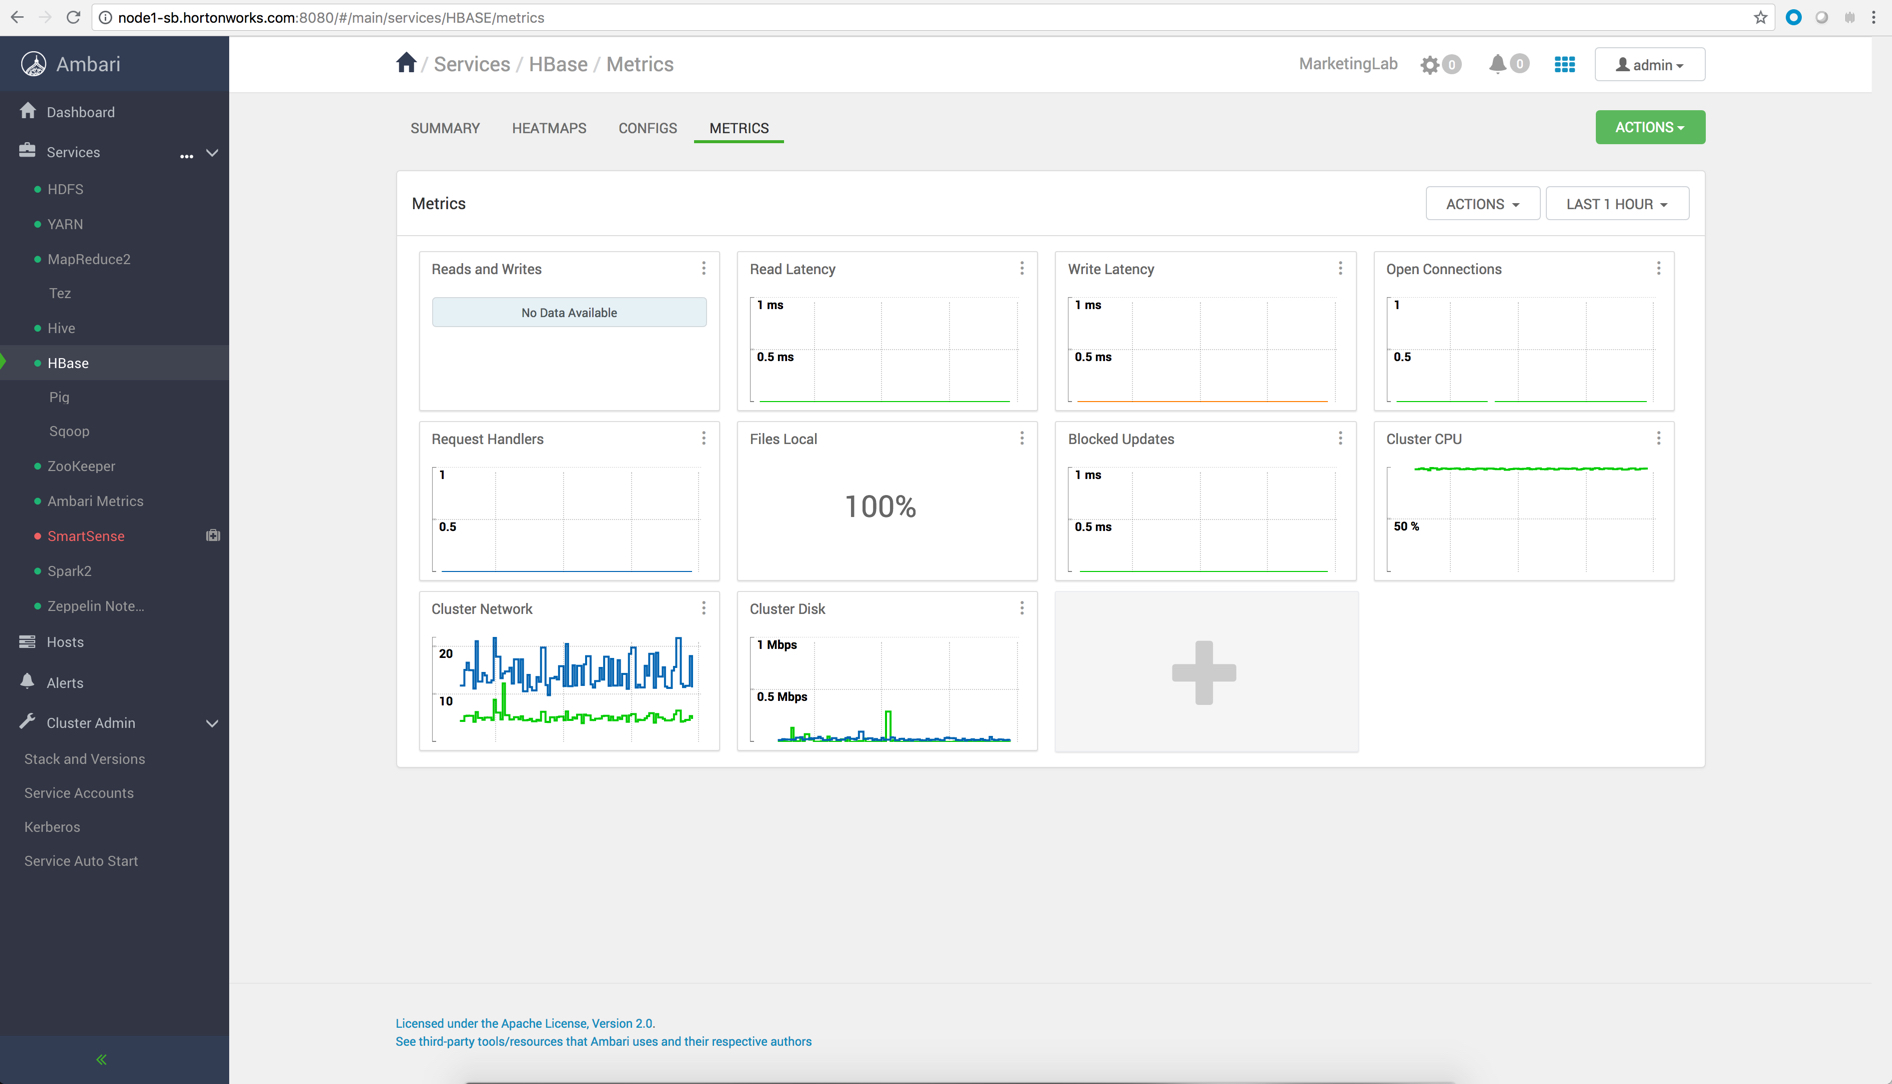 node1-sb.hortonworks.com:8080/#/main/services/HBASE/metrics
Ambari
/ Services / HBase / Metrics
MarketingLab
0
0
admin
Dashboard
Services
HDFS
YARN
MapReduce2
Tez
Hive
HBase
Pig
Sqoop
ZooKeeper
Ambari Metrics
SmartSense
Spark2
Zeppelin Note...
Hosts
Alerts
Cluster Admin
Stack and Versions
Service Accounts
Kerberos
Service Auto Start
SUMMARY
HEATMAPS
CONFIGS
METRICS
ACTIONS
Metrics
ACTIONS
LAST 1 HOUR
Reads and Writes
No Data Available
Read Latency
1 ms
0.5 ms
Write Latency
1 ms
0.5 ms
Open Connections
1
0.5
Request Handlers
1
0.5
Files Local
100%
Blocked Updates
1 ms
0.5 ms
Cluster CPU
50 %
Cluster Network
20
10
Cluster Disk
1 Mbps
0.5 Mbps
Licensed under the Apache License, Version 2.0.
See third-party tools/resources that Ambari uses and their respective authors